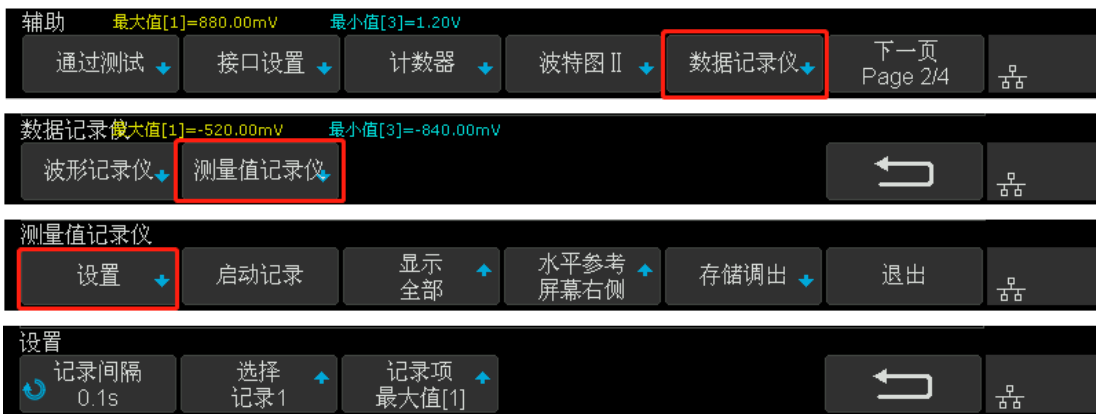 辅助 最大值[1]=880.00mV 最小值[3]=1.20V
通过测试 接口设置 计数器 波特图Ⅱ 数据记录仪 下一页
Page 2/4
数据记录仪 最大值[1]=-520.00mV 最小值[3]=-840.00mV
波形记录仪 测量值记录仪
测量值记录仪
设置 启动记录 显示 水平参考 存储调出 退出
全部 屏幕右侧
设置
记录间隔 选择 记录项
0.1s 记录1 最大值[1]